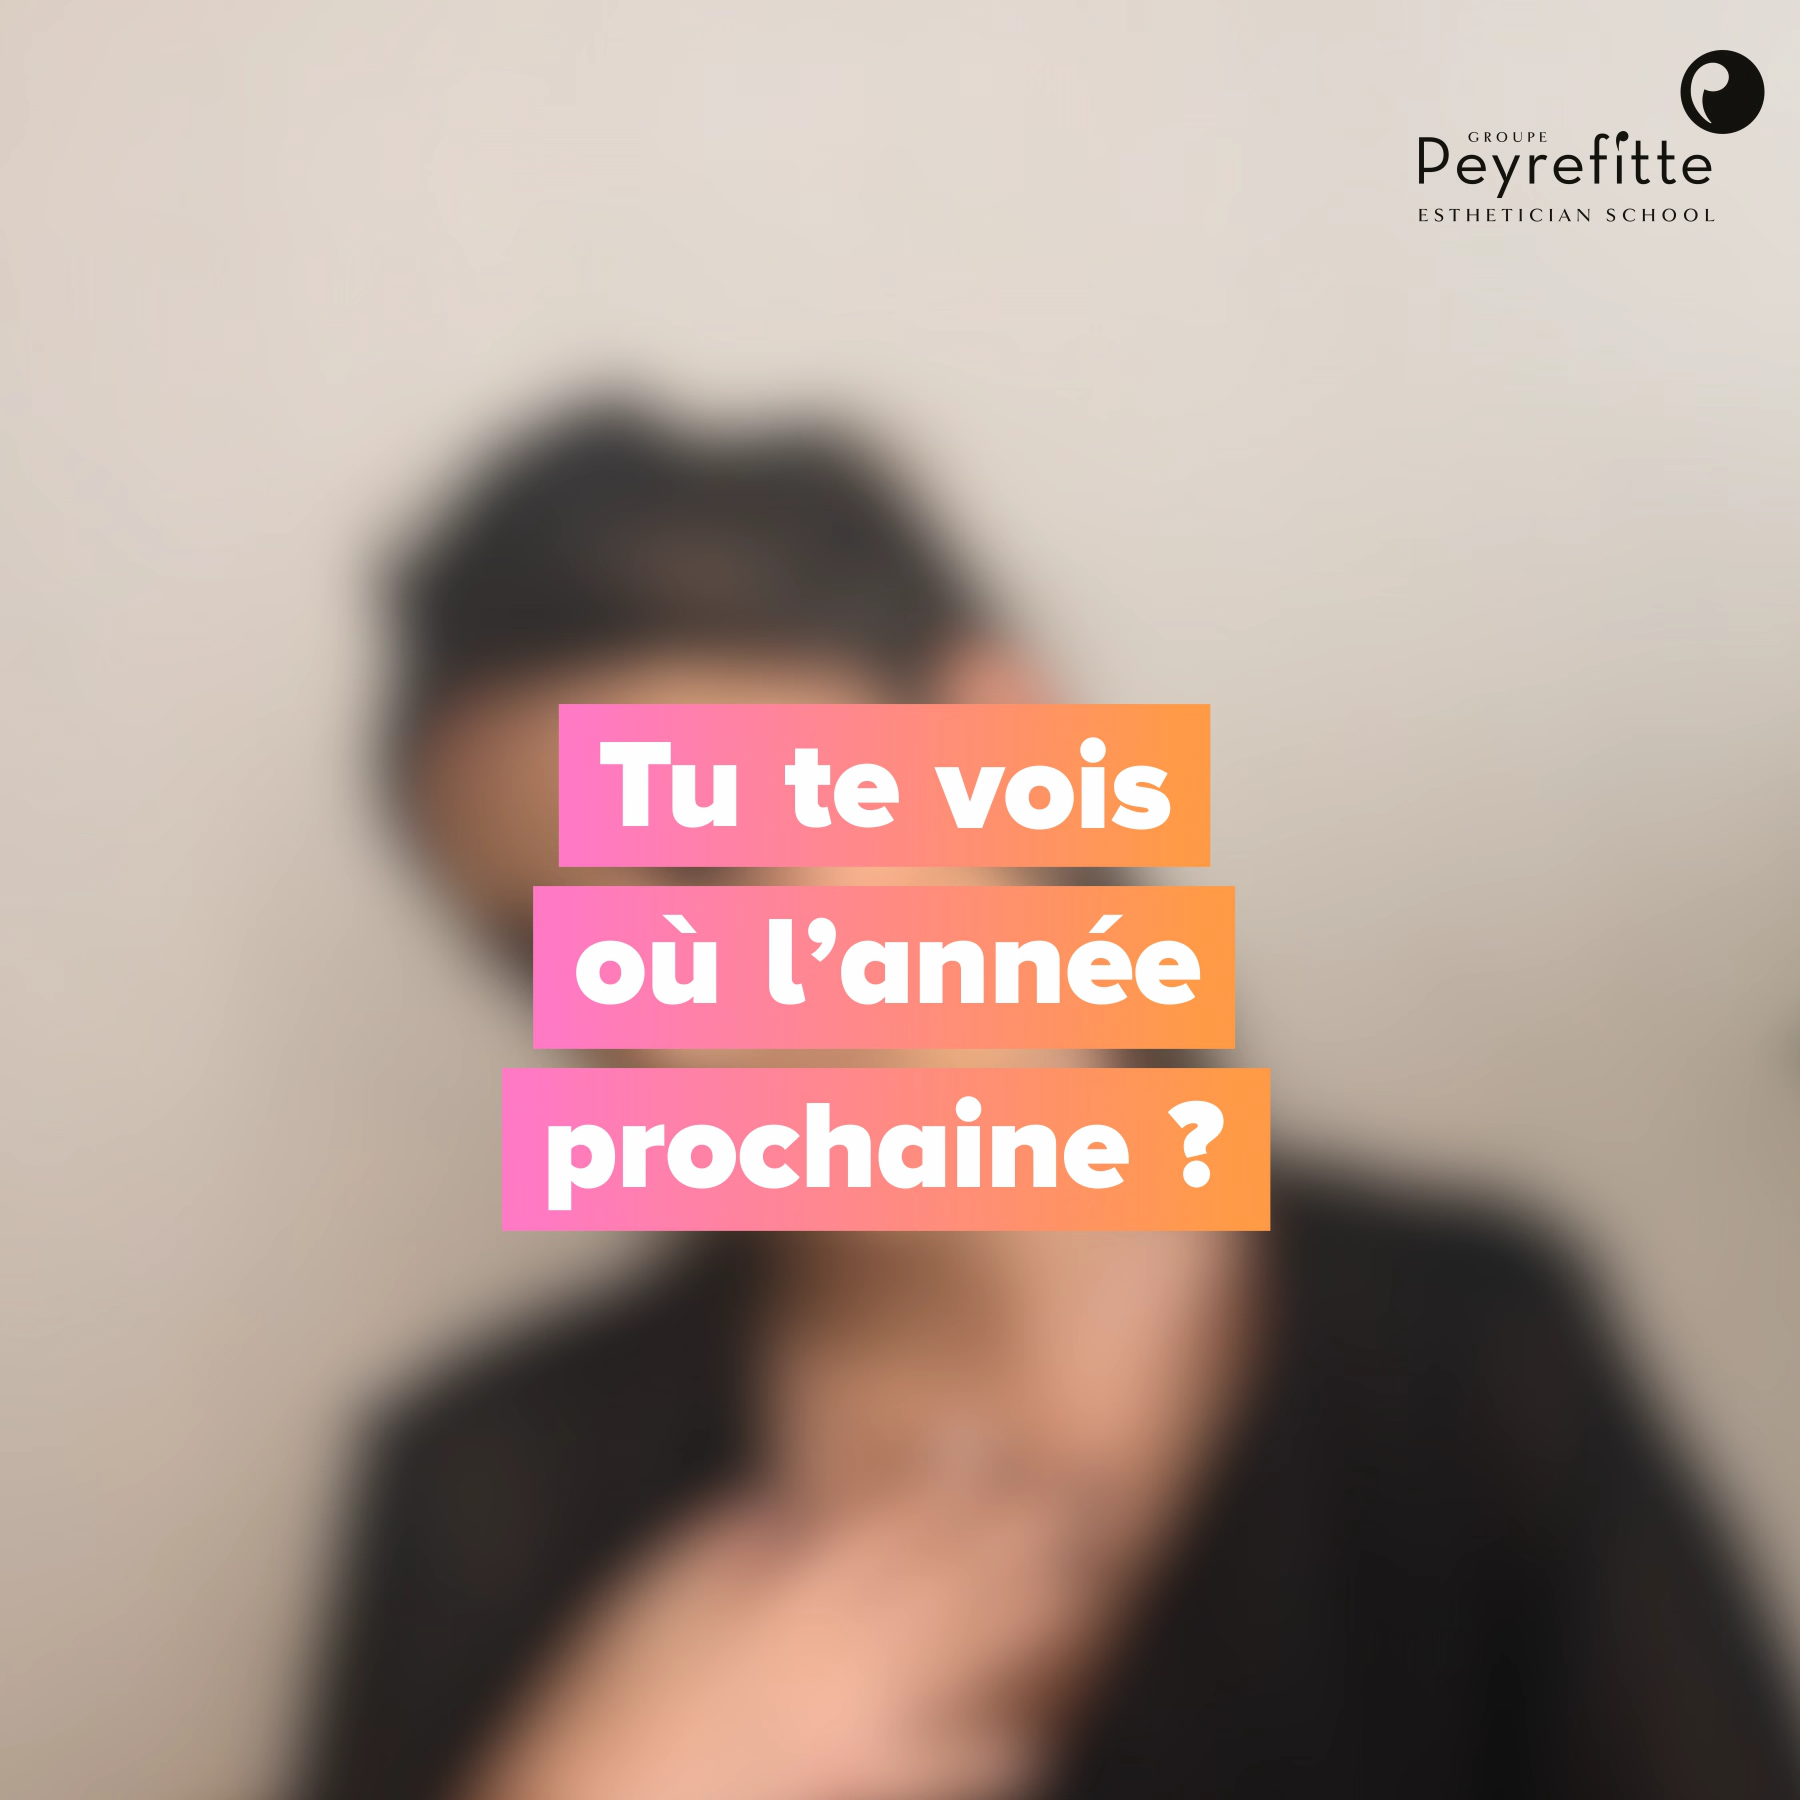 GROUPE
Peyrefitte
ESTHETICIAN SCHOOL
Tu te vois
où l’année
prochaine ?